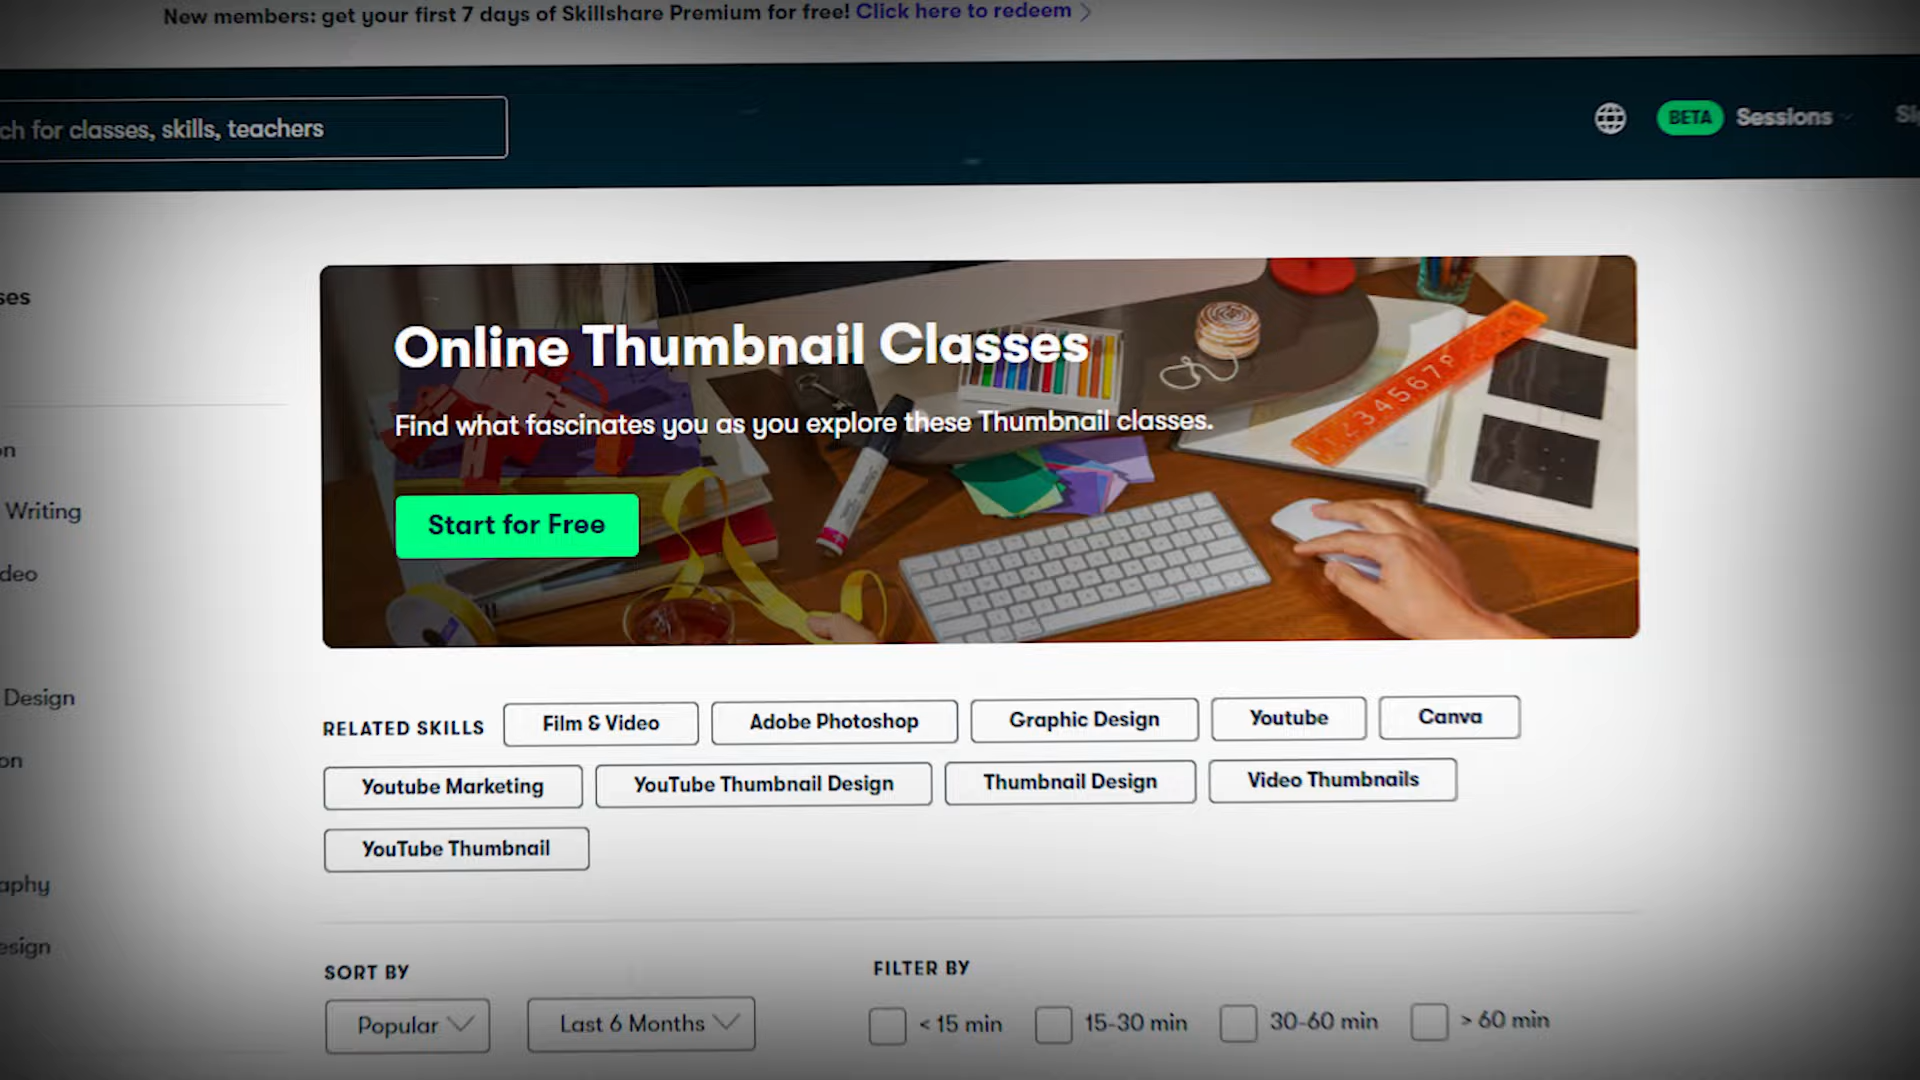 New members: get your first 7 days of Skillshare Premium for free! Click here to redeem
ch for classes, skills, teachers
BETA Sessions
ses
Online Thumbnail Classes
Find what fascinates you as you explore these Thumbnail classes.
Start for Free
Writing
Design
RELATED SKILLS Film & Video Adobe Photoshop Graphic Design Youtube Canva
Youtube Marketing YouTube Thumbnail Design Thumbnail Design Video Thumbnails
YouTube Thumbnail
aphy
esign
SORT BY
FILTER BY
Popular Last 6 Months
< 15 min 15-30 min 30-60 min > 60 min